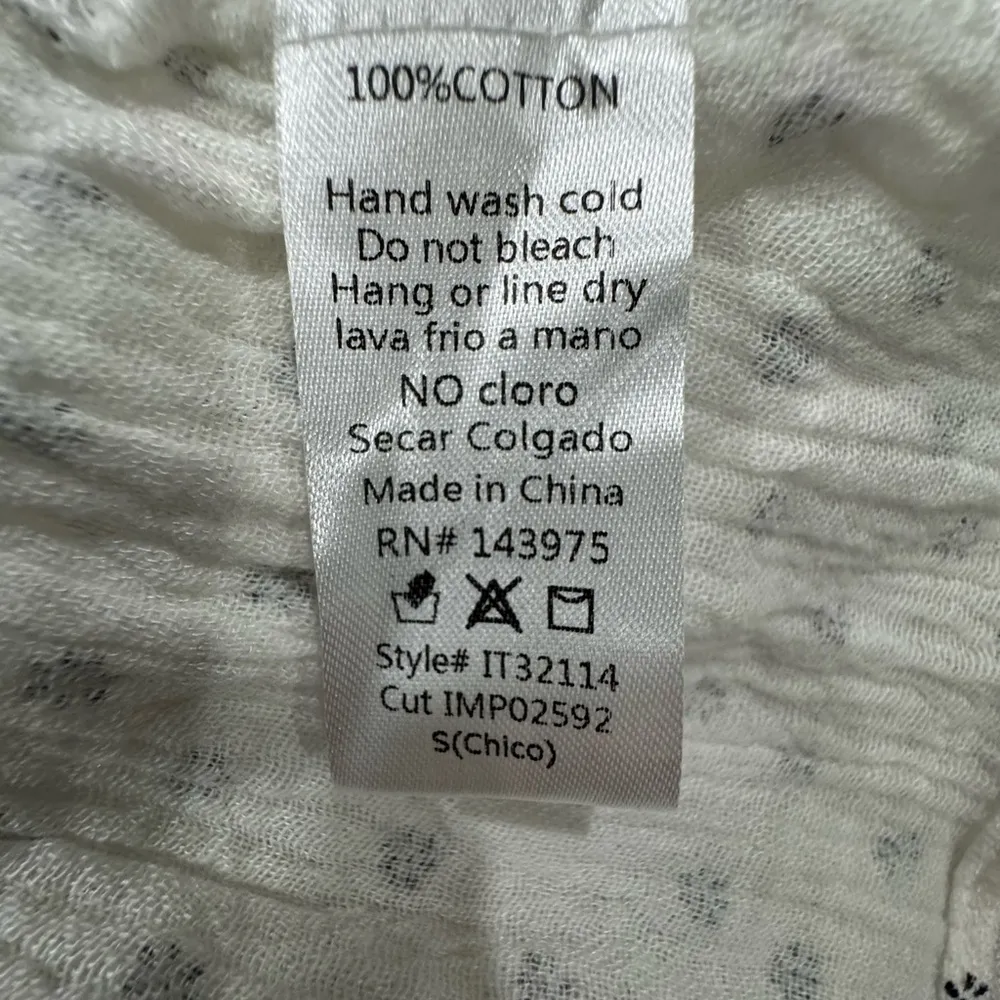 100%COTTON
Hand wash cold
Do not bleach
Hang or line dry
lava frio a mano
NO cloro
Secar Colgado
Made in China
RN# 143975
Style# IT32114
Cut IMP02592
S(Chico)